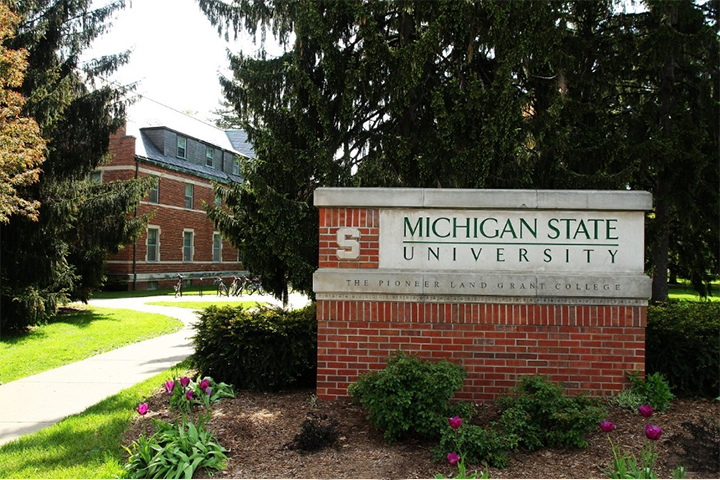 S
MICHIGAN STATE
UNIVERSITY
THE PIONEER LAND GRANT COLLEGE